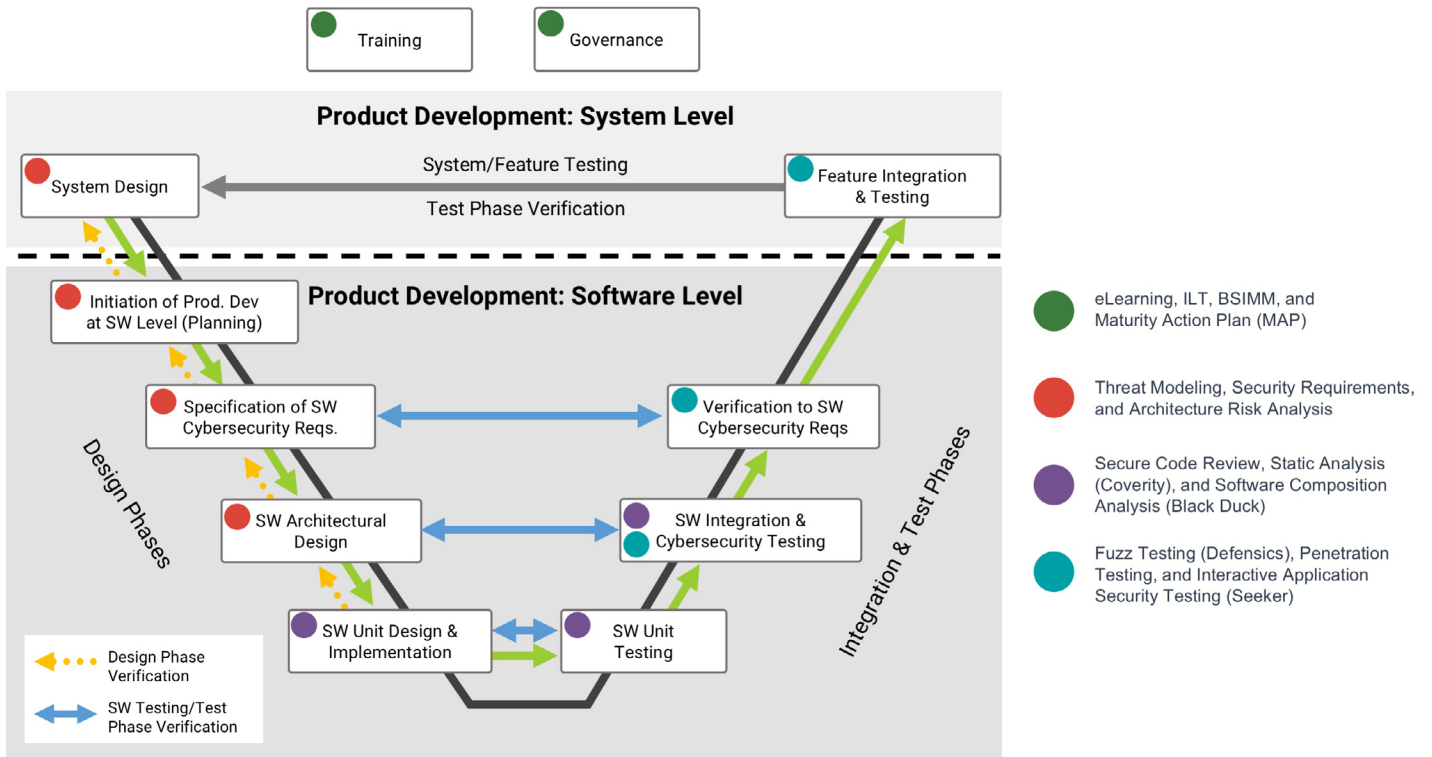 Training
Governance
Product Development: System Level
System/Feature Testing
System Design
Feature Integration
& Testing
Test Phase Verification
Product Development: Software Level
Initiation of Prod. Dev
at SW Level (Planning)
Specification of SW
Cybersecurity Reqs.
Verification to SW
Cybersecurity Reqs
Design Phases
Integration & Test Phases
SW Architectural
Design
SW Integration &
Cybersecurity Testing
SW Unit Design &
Implementation
SW Unit
Testing
Design Phase
Verification
SW Testing/Test
Phase Verification
eLearning, ILT, BSIMM, and
Maturity Action Plan (MAP)
Threat Modeling, Security Requirements,
and Architecture Risk Analysis
Secure Code Review, Static Analysis
(Coverity), and Software Composition
Analysis (Black Duck)
Fuzz Testing (Defensics), Penetration
Testing, and Interactive Application
Security Testing (Seeker)